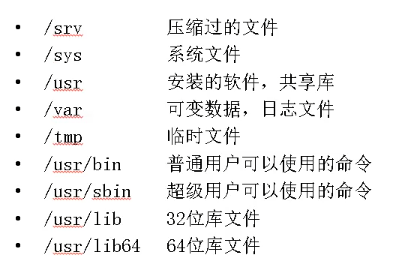 • /srv 压缩过的文件
• /sys 系统文件
• /usr 安装的软件，共享库
• /var 可变数据，日志文件
• /tmp 临时文件
• /usr/bin 普通用户可以使用的命令
• /usr/sbin 超级用户可以使用的命令
• /usr/lib 32位库文件
• /usr/lib64 64位库文件